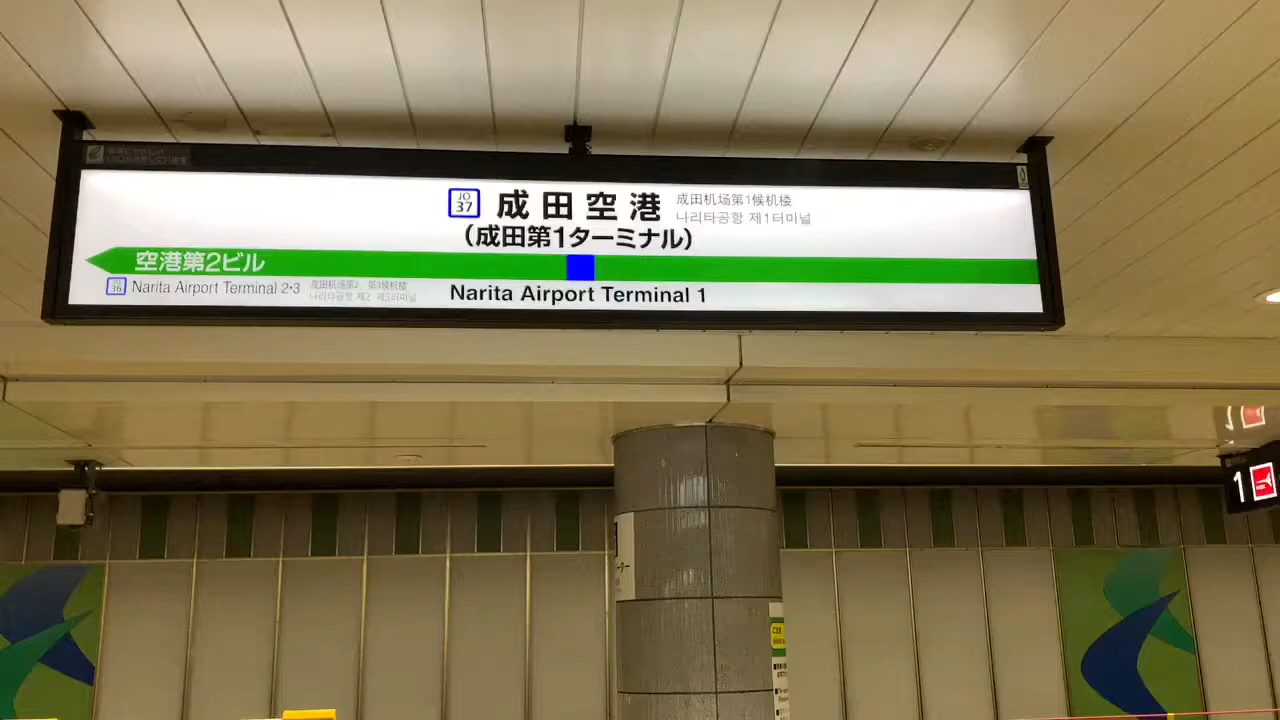 JO
37
成田空港
成田机场第1候机楼
나리타공항 제1터미널
(成田第1ターミナル)
空港第2ビル
36
Narita Airport Terminal 2·3
成田机场第2、第3候机楼
나리타공항 제2·제3터미널
Narita Airport Terminal 1
1